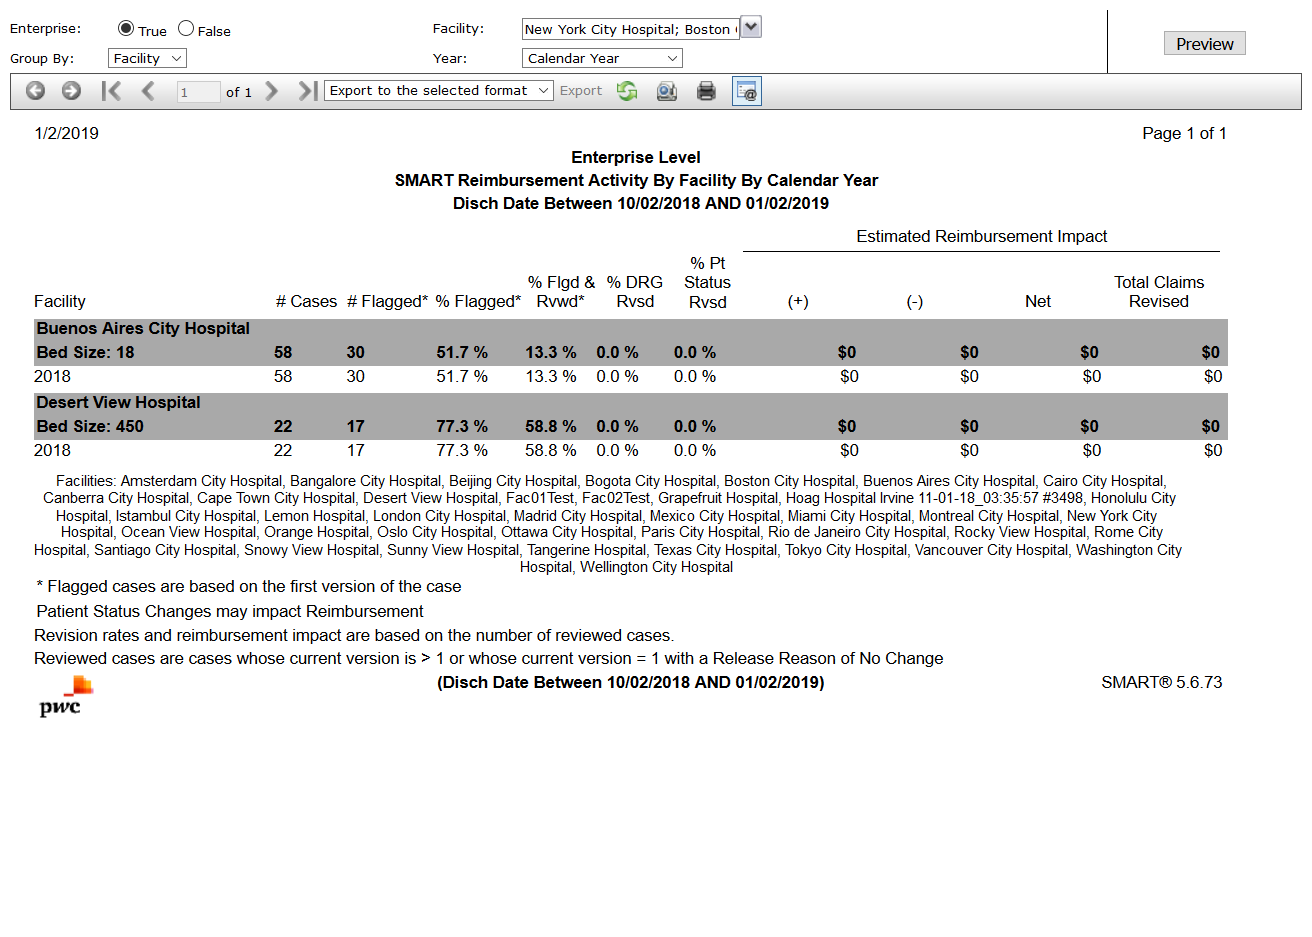 Enterprise: True False Facility: New York City Hospital; Boston
Group By: Facility Year: Calendar Year
Preview
1 of 1 Export to the selected format Export
1/2/2019 Page 1 of 1
Enterprise Level
SMART Reimbursement Activity By Facility By Calendar Year
Disch Date Between 10/02/2018 AND 01/02/2019
Estimated Reimbursement Impact
Facility # Cases # Flagged* % Flagged* % Flgd & Rvwd* % DRG Rvsd % Pt Status Rvsd (+) (-) Net Total Claims Revised
Buenos Aires City Hospital
Bed Size: 18 58 30 51.7 % 13.3 % 0.0 % 0.0 % $0 $0 $0 $0
2018 58 30 51.7 % 13.3 % 0.0 % 0.0 % $0 $0 $0 $0
Desert View Hospital
Bed Size: 450 22 17 77.3 % 58.8 % 0.0 % 0.0 % $0 $0 $0 $0
2018 22 17 77.3 % 58.8 % 0.0 % 0.0 % $0 $0 $0 $0
Facilities: Amsterdam City Hospital, Bangalore City Hospital, Beijing City Hospital, Bogota City Hospital, Boston City Hospital, Buenos Aires City Hospital, Cairo City Hospital,
Canberra City Hospital, Cape Town City Hospital, Desert View Hospital, Fac01Test, Fac02Test, Grapefruit Hospital, Hoag Hospital Irvine 11-01-18_03:35:57 #3498, Honolulu City
Hospital, Istambul City Hospital, Lemon Hospital, London City Hospital, Madrid City Hospital, Mexico City Hospital, Miami City Hospital, Montreal City Hospital, New York City
Hospital, Ocean View Hospital, Orange Hospital, Oslo City Hospital, Ottawa City Hospital, Paris City Hospital, Rio de Janeiro City Hospital, Rocky View Hospital, Rome City
Hospital, Santiago City Hospital, Snowy View Hospital, Sunny View Hospital, Tangerine Hospital, Texas City Hospital, Tokyo City Hospital, Vancouver City Hospital, Washington City
Hospital, Wellington City Hospital
* Flagged cases are based on the first version of the case
Patient Status Changes may impact Reimbursement
Revision rates and reimbursement impact are based on the number of reviewed cases.
Reviewed cases are cases whose current version is > 1 or whose current version = 1 with a Release Reason of No Change
(Disch Date Between 10/02/2018 AND 01/02/2019) SMART® 5.6.73
pwc